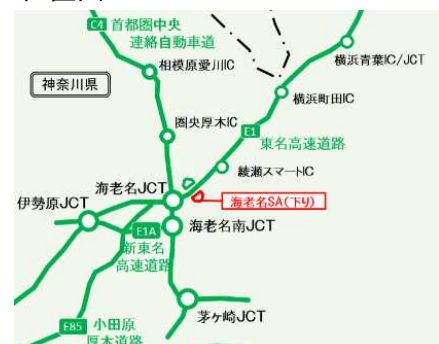 C4 首都圏中央
連絡自動車道
横浜青葉IC/JCT
相模原愛川IC
神奈川県
横浜町田IC
圏央厚木IC
E1
東名高速道路
綾瀬スマートIC
海老名JCT
海老名SA(下り)
伊勢原JCT
海老名南JCT
E1A
新東名
高速道路
茅ヶ崎JCT
E85 小田原
厚木道路